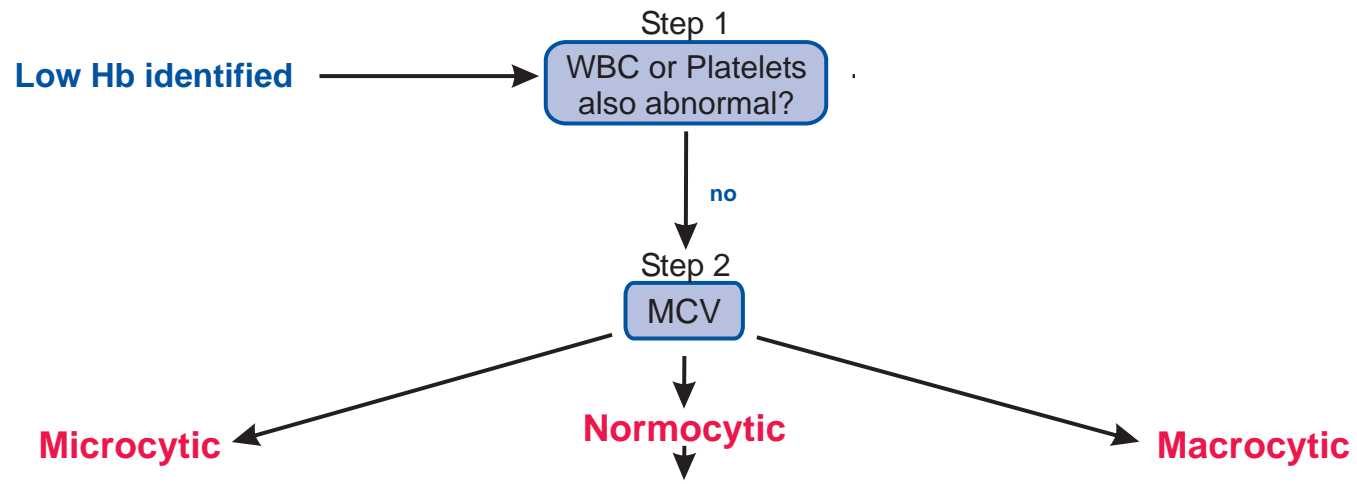 Step 1
Low Hb identified
WBC or Platelets
also abnormal?
no
Step 2
MCV
Microcytic
Normocytic
Macrocytic